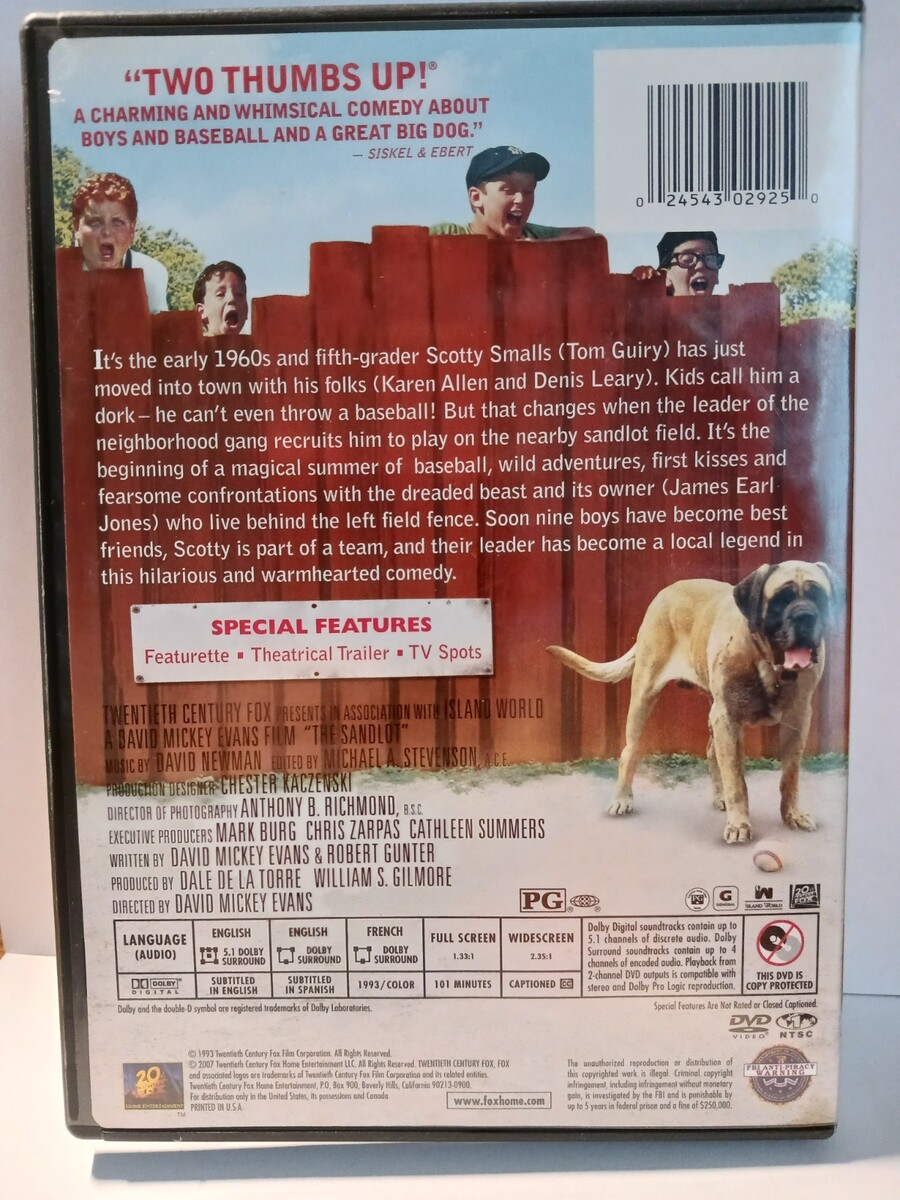 “TWO THUMBS UP!®
A CHARMING AND WHIMSICAL COMEDY ABOUT
BOYS AND BASEBALL AND A GREAT BIG DOG.”
— SISKEL & EBERT
0 24543 02925 0
It's the early 1960s and fifth-grader Scotty Smalls (Tom Guiry) has just
moved into town with his folks (Karen Allen and Denis Leary). Kids call him a
dork – he can't even throw a baseball! But that changes when the leader of the
neighborhood gang recruits him to play on the nearby sandlot field. It's the
beginning of a magical summer of baseball, wild adventures, first kisses and
fearsome confrontations with the dreaded beast and its owner (James Earl
Jones) who live behind the left field fence. Soon nine boys have become best
friends, Scotty is part of a team, and their leader has become a local legend in
this hilarious and warmhearted comedy.
SPECIAL FEATURES
Featurette ▪ Theatrical Trailer ▪ TV Spots
TWENTIETH CENTURY FOX PRESENTS IN ASSOCIATION WITH ISLAND WORLD
A DAVID MICKEY EVANS FILM "THE SANDLOT"
MUSIC BY DAVID NEWMAN EDITED BY MICHAEL A. STEVENSON, A.C.E.
PRODUCTION DESIGNER CHESTER KACZENSKI
DIRECTOR OF PHOTOGRAPHY ANTHONY B. RICHMOND, B.S.C.
EXECUTIVE PRODUCERS MARK BURG CHRIS ZARPAS CATHLEEN SUMMERS
WRITTEN BY DAVID MICKEY EVANS & ROBERT GUNTER
PRODUCED BY DALE DE LA TORRE WILLIAM S. GILMORE
DIRECTED BY DAVID MICKEY EVANS
PG ® G ISLAND WORLD 20th CENTURY FOX
LANGUAGE (AUDIO)
ENGLISH 5.1 DOLBY SURROUND
ENGLISH DOLBY SURROUND
FRENCH DOLBY SURROUND
FULL SCREEN 1.33:1
WIDESCREEN 2.35:1
DOLBY DIGITAL
SUBTITLED IN ENGLISH
SUBTITLED IN SPANISH
1993/COLOR
101 MINUTES
CAPTIONED CC
Dolby Digital soundtracks contain up to
5.1 channels of discrete audio. Dolby
Surround soundtracks contain up to 4
channels of encoded audio. Playback from
2-channel DVD outputs is compatible with
stereo and Dolby Pro Logic reproduction.
THIS DVD IS
COPY PROTECTED
Dolby and the double-D symbol are registered trademarks of Dolby Laboratories.
Special Features Are Not Rated or Closed Captioned.
DVD VIDEO
1 NTSC
20th CENTURY FOX HOME ENTERTAINMENT ™
© 1993 Twentieth Century Fox Film Corporation. All Rights Reserved.
© 2007 Twentieth Century Fox Home Entertainment LLC. All Rights Reserved. TWENTIETH CENTURY FOX, FOX
and associated logos are trademarks of Twentieth Century Fox Film Corporation and its related entities.
Twentieth Century Fox Home Entertainment, P.O. Box 900, Beverly Hills, California 90213-0900.
For distribution only in the United States, its possessions and Canada.
PRINTED IN U.S.A.
www.foxhome.com
The unauthorized reproduction or distribution of
this copyrighted work is illegal. Criminal copyright
infringement, including infringement without monetary
gain, is investigated by the FBI and is punishable by
up to 5 years in federal prison and a fine of $250,000.
FBI ANTI-PIRACY
WARNING